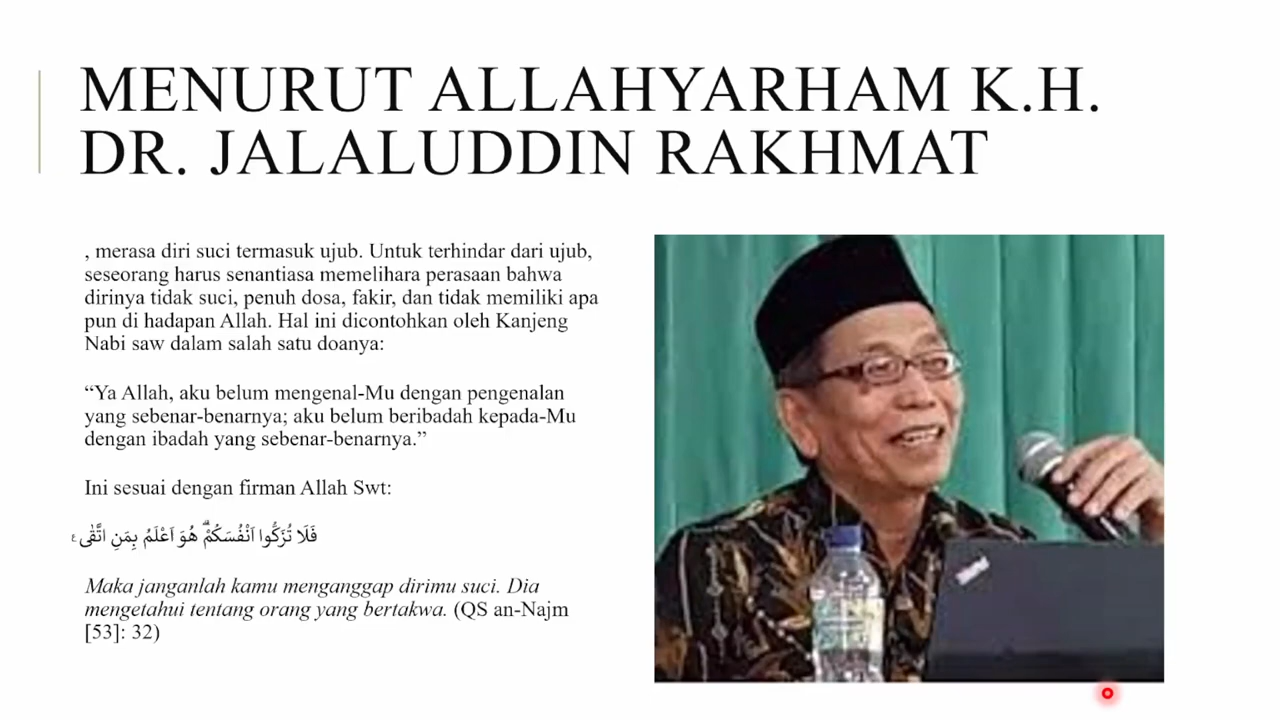 MENURUT ALLAHYARHAM K.H.
DR. JALALUDDIN RAKHMAT
, merasa diri suci termasuk ujub. Untuk terhindar dari ujub,
seseorang harus senantiasa memelihara perasaan bahwa
dirinya tidak suci, penuh dosa, fakir, dan tidak memiliki apa
pun di hadapan Allah. Hal ini dicontohkan oleh Kanjeng
Nabi saw dalam salah satu doanya:
“Ya Allah, aku belum mengenal-Mu dengan pengenalan
yang sebenar-benarnya; aku belum beribadah kepada-Mu
dengan ibadah yang sebenar-benarnya.”
Ini sesuai dengan firman Allah Swt:
فَلَا تُزَكُّوْا اَنْفُسَكُمْۗ هُوَ اَعْلَمُ بِمَنِ اتَّقٰى ࣖ
Maka janganlah kamu menganggap dirimu suci. Dia
mengetahui tentang orang yang bertakwa. (QS an-Najm
[53]: 32)